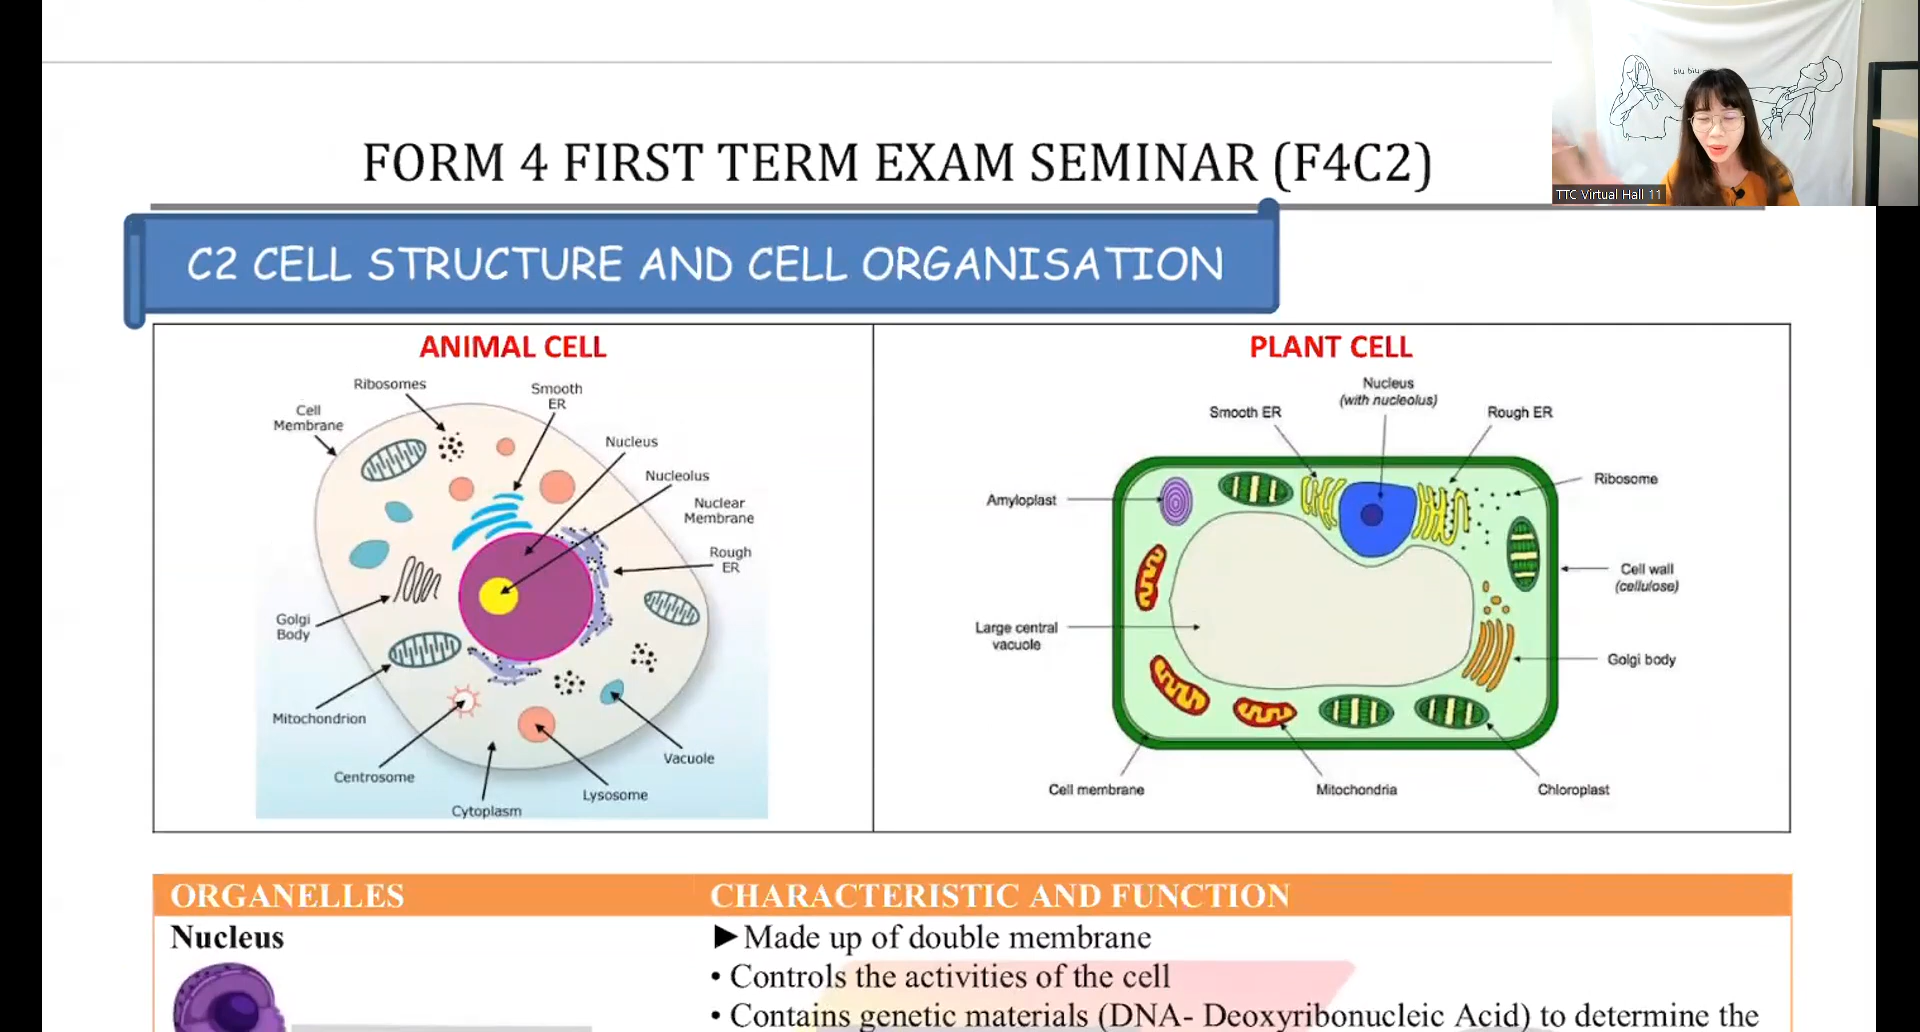 biu biu
TTC Virtual Hall 11
FORM 4 FIRST TERM EXAM SEMINAR (F4C2)
C2 CELL STRUCTURE AND CELL ORGANISATION
ANIMAL CELL
Ribosomes
Smooth
ER
Cell
Membrane
Nucleus
Nucleolus
Nuclear
Membrane
Rough
ER
Golgi
Body
Mitochondrion
Centrosome
Cytoplasm
Lysosome
Vacuole
PLANT CELL
Nucleus
(with nucleolus)
Smooth ER
Rough ER
Ribosome
Amyloplast
Cell wall
(cellulose)
Large central
vacuole
Golgi body
Cell membrane
Mitochondria
Chloroplast
ORGANELLES
CHARACTERISTIC AND FUNCTION
Nucleus
►Made up of double membrane
• Controls the activities of the cell
• Contains genetic materials (DNA- Deoxyribonucleic Acid) to determine the